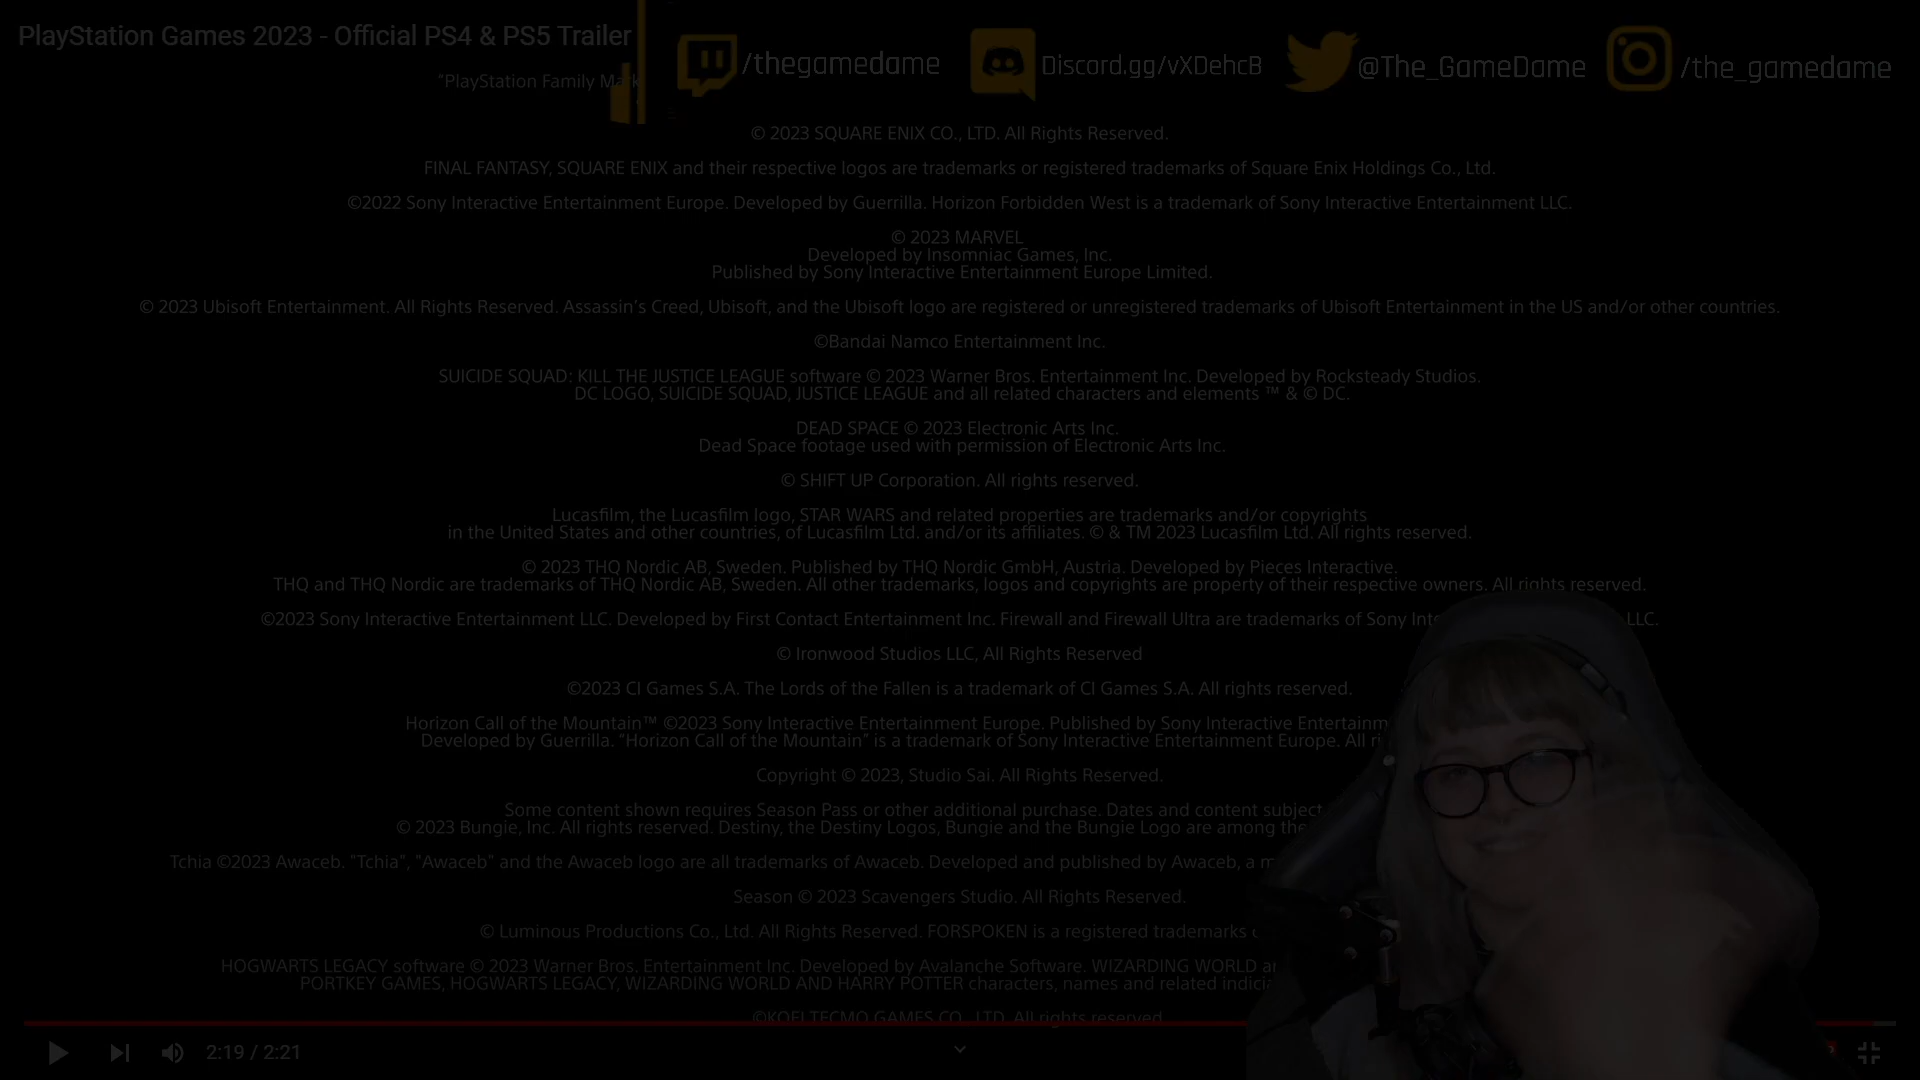 PlayStation Games 2023 - Official PS4 & PS5 Trailer
/thegamedame
Discord.gg/vXDehcB
@The_GameDame
/the_gamedame
"PlayStation Family Mark
© 2023 SQUARE ENIX CO., LTD. All Rights Reserved.
FINAL FANTASY, SQUARE ENIX and their respective logos are trademarks or registered trademarks of Square Enix Holdings Co., Ltd.
©2022 Sony Interactive Entertainment Europe. Developed by Guerrilla. Horizon Forbidden West is a trademark of Sony Interactive Entertainment LLC.
© 2023 MARVEL
Developed by Insomniac Games, Inc.
Published by Sony Interactive Entertainment Europe Limited.
© 2023 Ubisoft Entertainment. All Rights Reserved. Assassin's Creed, Ubisoft, and the Ubisoft logo are registered or unregistered trademarks of Ubisoft Entertainment in the US and/or other countries.
©Bandai Namco Entertainment Inc.
SUICIDE SQUAD: KILL THE JUSTICE LEAGUE software © 2023 Warner Bros. Entertainment Inc. Developed by Rocksteady Studios.
DC LOGO, SUICIDE SQUAD, JUSTICE LEAGUE and all related characters and elements ™ & © DC.
DEAD SPACE © 2023 Electronic Arts Inc.
Dead Space footage used with permission of Electronic Arts Inc.
© SHIFT UP Corporation. All rights reserved.
Lucasfilm, the Lucasfilm logo, STAR WARS and related properties are trademarks and/or copyrights
in the United States and other countries, of Lucasfilm Ltd. and/or its affiliates. © & TM 2023 Lucasfilm Ltd. All rights reserved.
© 2023 THQ Nordic AB, Sweden. Published by THQ Nordic GmbH, Austria. Developed by Pieces Interactive.
THQ and THQ Nordic are trademarks of THQ Nordic AB, Sweden. All other trademarks, logos and copyrights are property of their respective owners. All rights reserved.
©2023 Sony Interactive Entertainment LLC. Developed by First Contact Entertainment Inc. Firewall and Firewall Ultra are trademarks of Sony Inte LLC.
© Ironwood Studios LLC, All Rights Reserved
©2023 CI Games S.A. The Lords of the Fallen is a trademark of CI Games S.A. All rights reserved.
Horizon Call of the Mountain™ ©2023 Sony Interactive Entertainment Europe. Published by Sony Interactive Entertainm
Developed by Guerrilla. "Horizon Call of the Mountain" is a trademark of Sony Interactive Entertainment Europe. All ri
Copyright © 2023, Studio Sai. All Rights Reserved.
Some content shown requires Season Pass or other additional purchase. Dates and content subject
© 2023 Bungie, Inc. All rights reserved. Destiny, the Destiny Logos, Bungie and the Bungie Logo are among the
Tchia ©2023 Awaceb. "Tchia", "Awaceb" and the Awaceb logo are all trademarks of Awaceb. Developed and published by Awaceb, a m
Season © 2023 Scavengers Studio. All Rights Reserved.
© Luminous Productions Co., Ltd. All Rights Reserved. FORSPOKEN is a registered trademarks
HOGWARTS LEGACY software © 2023 Warner Bros. Entertainment Inc. Developed by Avalanche Software. WIZARDING WORLD an
PORTKEY GAMES, HOGWARTS LEGACY, WIZARDING WORLD AND HARRY POTTER characters, names and related indicia
©KOEI TECMO GAMES CO., LTD. All rights reserved.
2:19 / 2:21